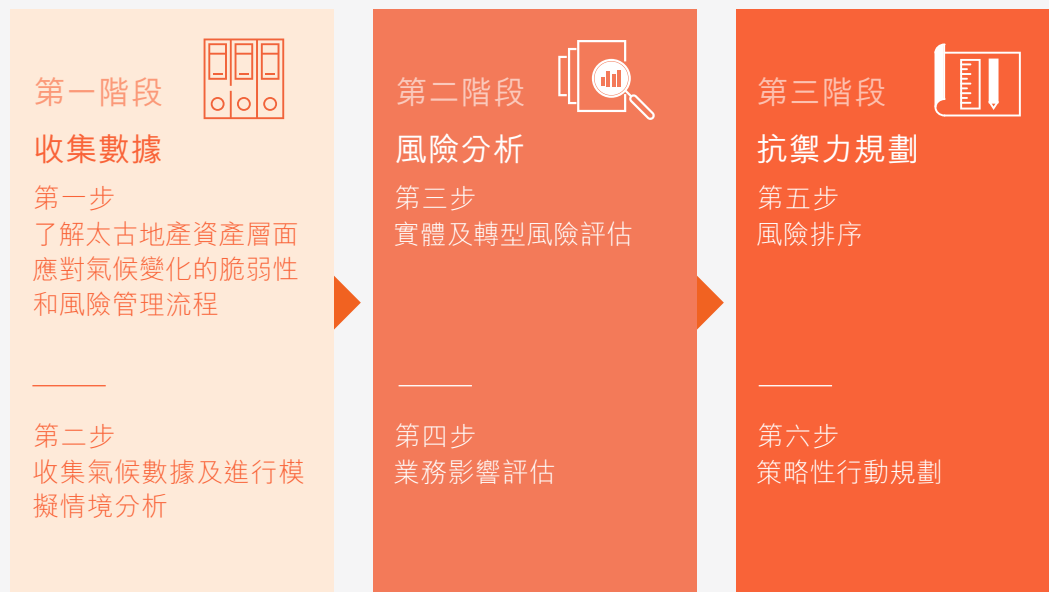 第一階段
收集數據
第一步
了解太古地產資產層面
應對氣候變化的脆弱性
和風險管理流程
第二步
收集氣候數據及進行模
擬情境分析
第二階段
風險分析
第三步
實體及轉型風險評估
第四步
業務影響評估
第三階段
抗禦力規劃
第五步
風險排序
第六步
策略性行動規劃